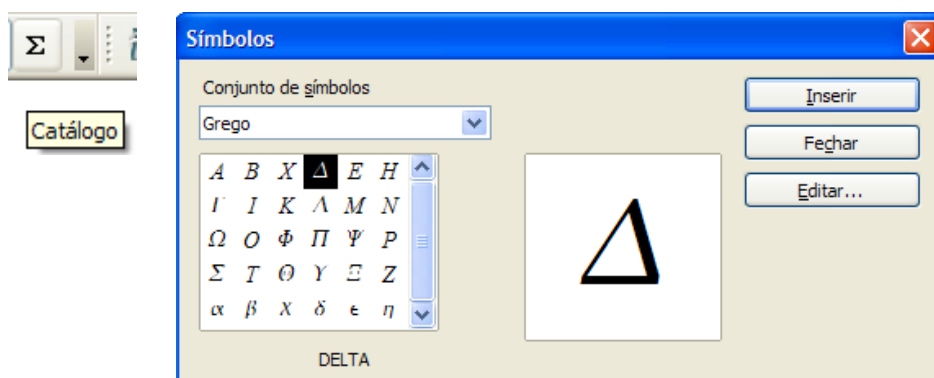 Σ
Catálogo
Símbolos
Conjunto de símbolos
Grego
Α Β Χ Δ Ε Η
Γ Ι Κ Λ Μ Ν
Ω Ο Φ Π Ψ Ρ
Σ Τ Θ Υ Ξ Ζ
α β χ δ ϵ η
DELTA
Δ
Inserir
Fechar
Editar...